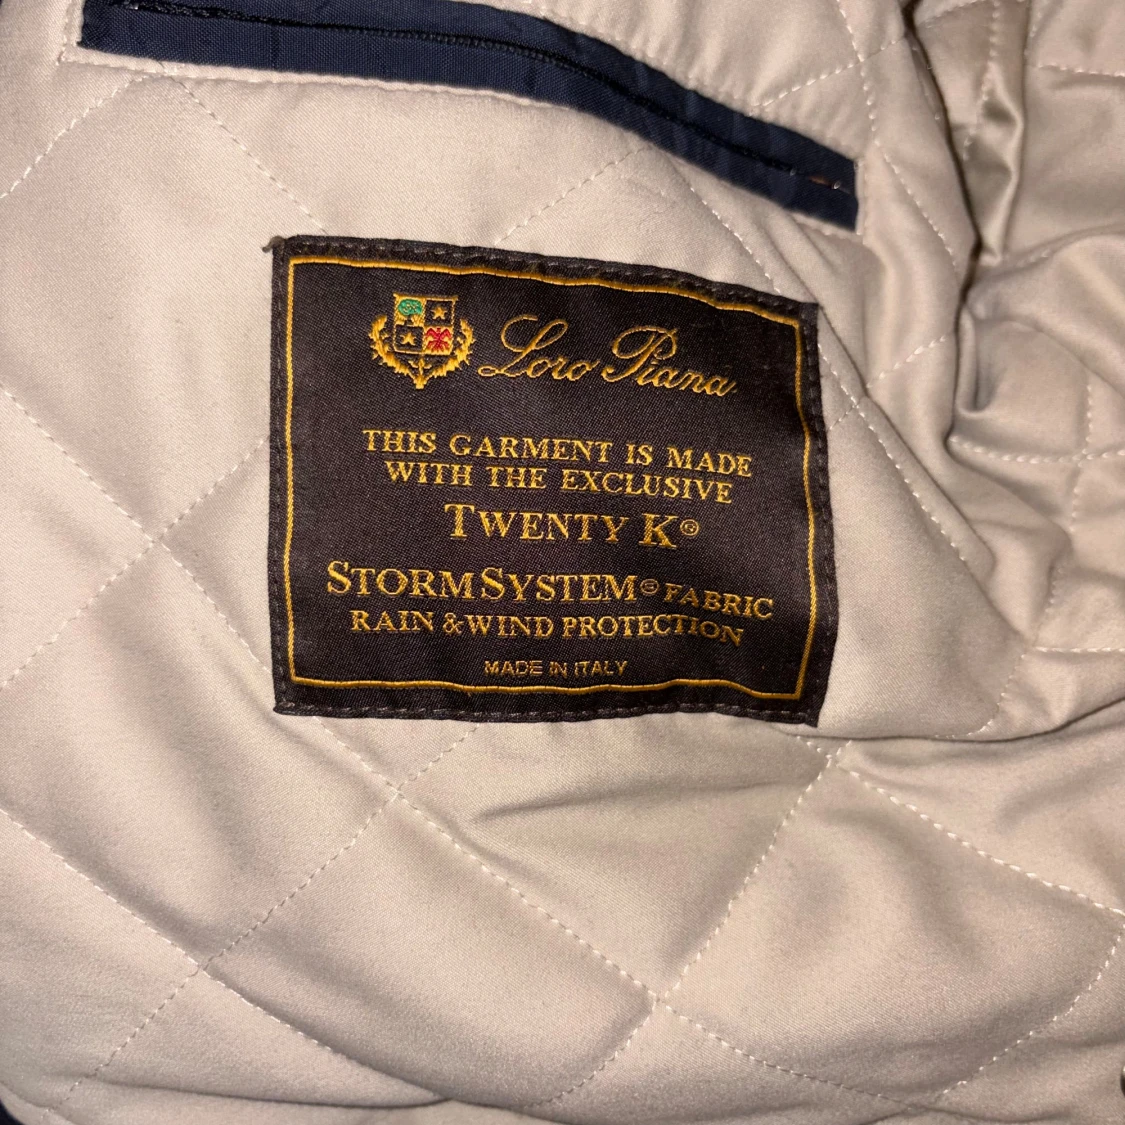 Loro Piana
THIS GARMENT IS MADE
WITH THE EXCLUSIVE
TWENTY K®
STORMSYSTEM® FABRIC
RAIN & WIND PROTECTION
MADE IN ITALY